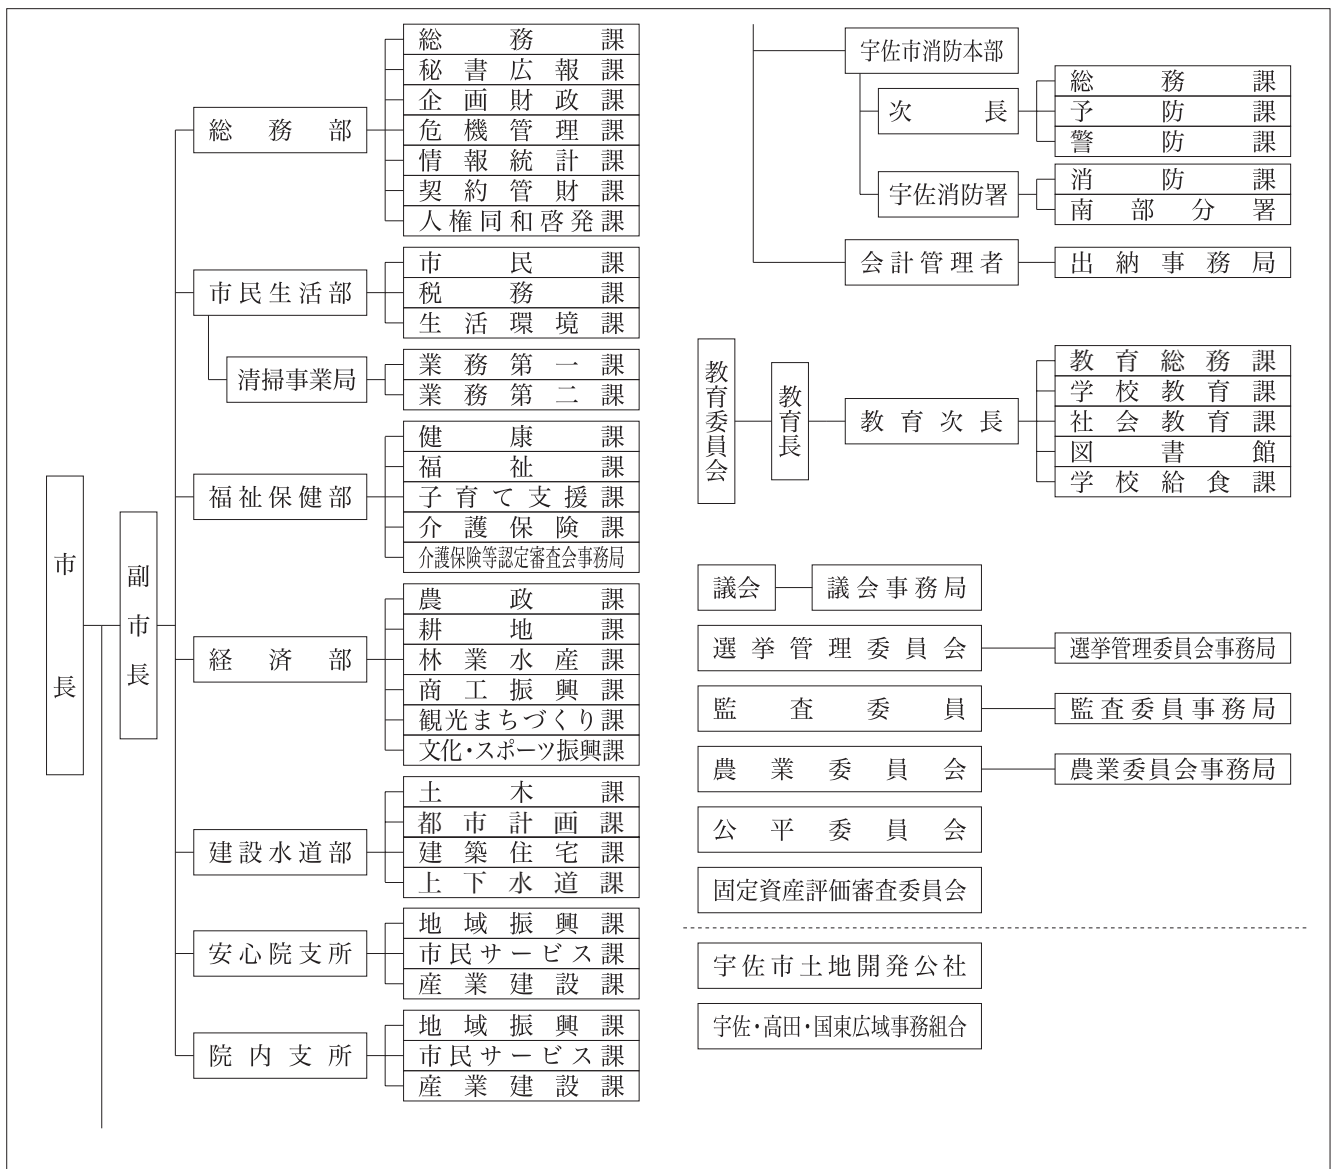 市長
副市長
総務部
総務課
秘書広報課
企画財政課
危機管理課
情報統計課
契約管財課
人権同和啓発課
市民生活部
市民課
税務課
生活環境課
清掃事業局
業務第一課
業務第二課
福祉保健部
健康課
福祉課
子育て支援課
介護保険課
介護保険等認定審査会事務局
経済部
農政課
耕地課
林業水産課
商工振興課
観光まちづくり課
文化・スポーツ振興課
建設水道部
土木課
都市計画課
建築住宅課
上下水道課
安心院支所
地域振興課
市民サービス課
産業建設課
院内支所
地域振興課
市民サービス課
産業建設課
宇佐市消防本部
次長
総務課
予防課
警防課
宇佐消防署
消防課
南部分署
会計管理者
出納事務局
教育委員会
教育長
教育次長
教育総務課
学校教育課
社会教育課
図書館
学校給食課
議会
議会事務局
選挙管理委員会
選挙管理委員会事務局
監査委員
監査委員事務局
農業委員会
農業委員会事務局
公平委員会
固定資産評価審査委員会
宇佐市土地開発公社
宇佐・高田・国東広域事務組合